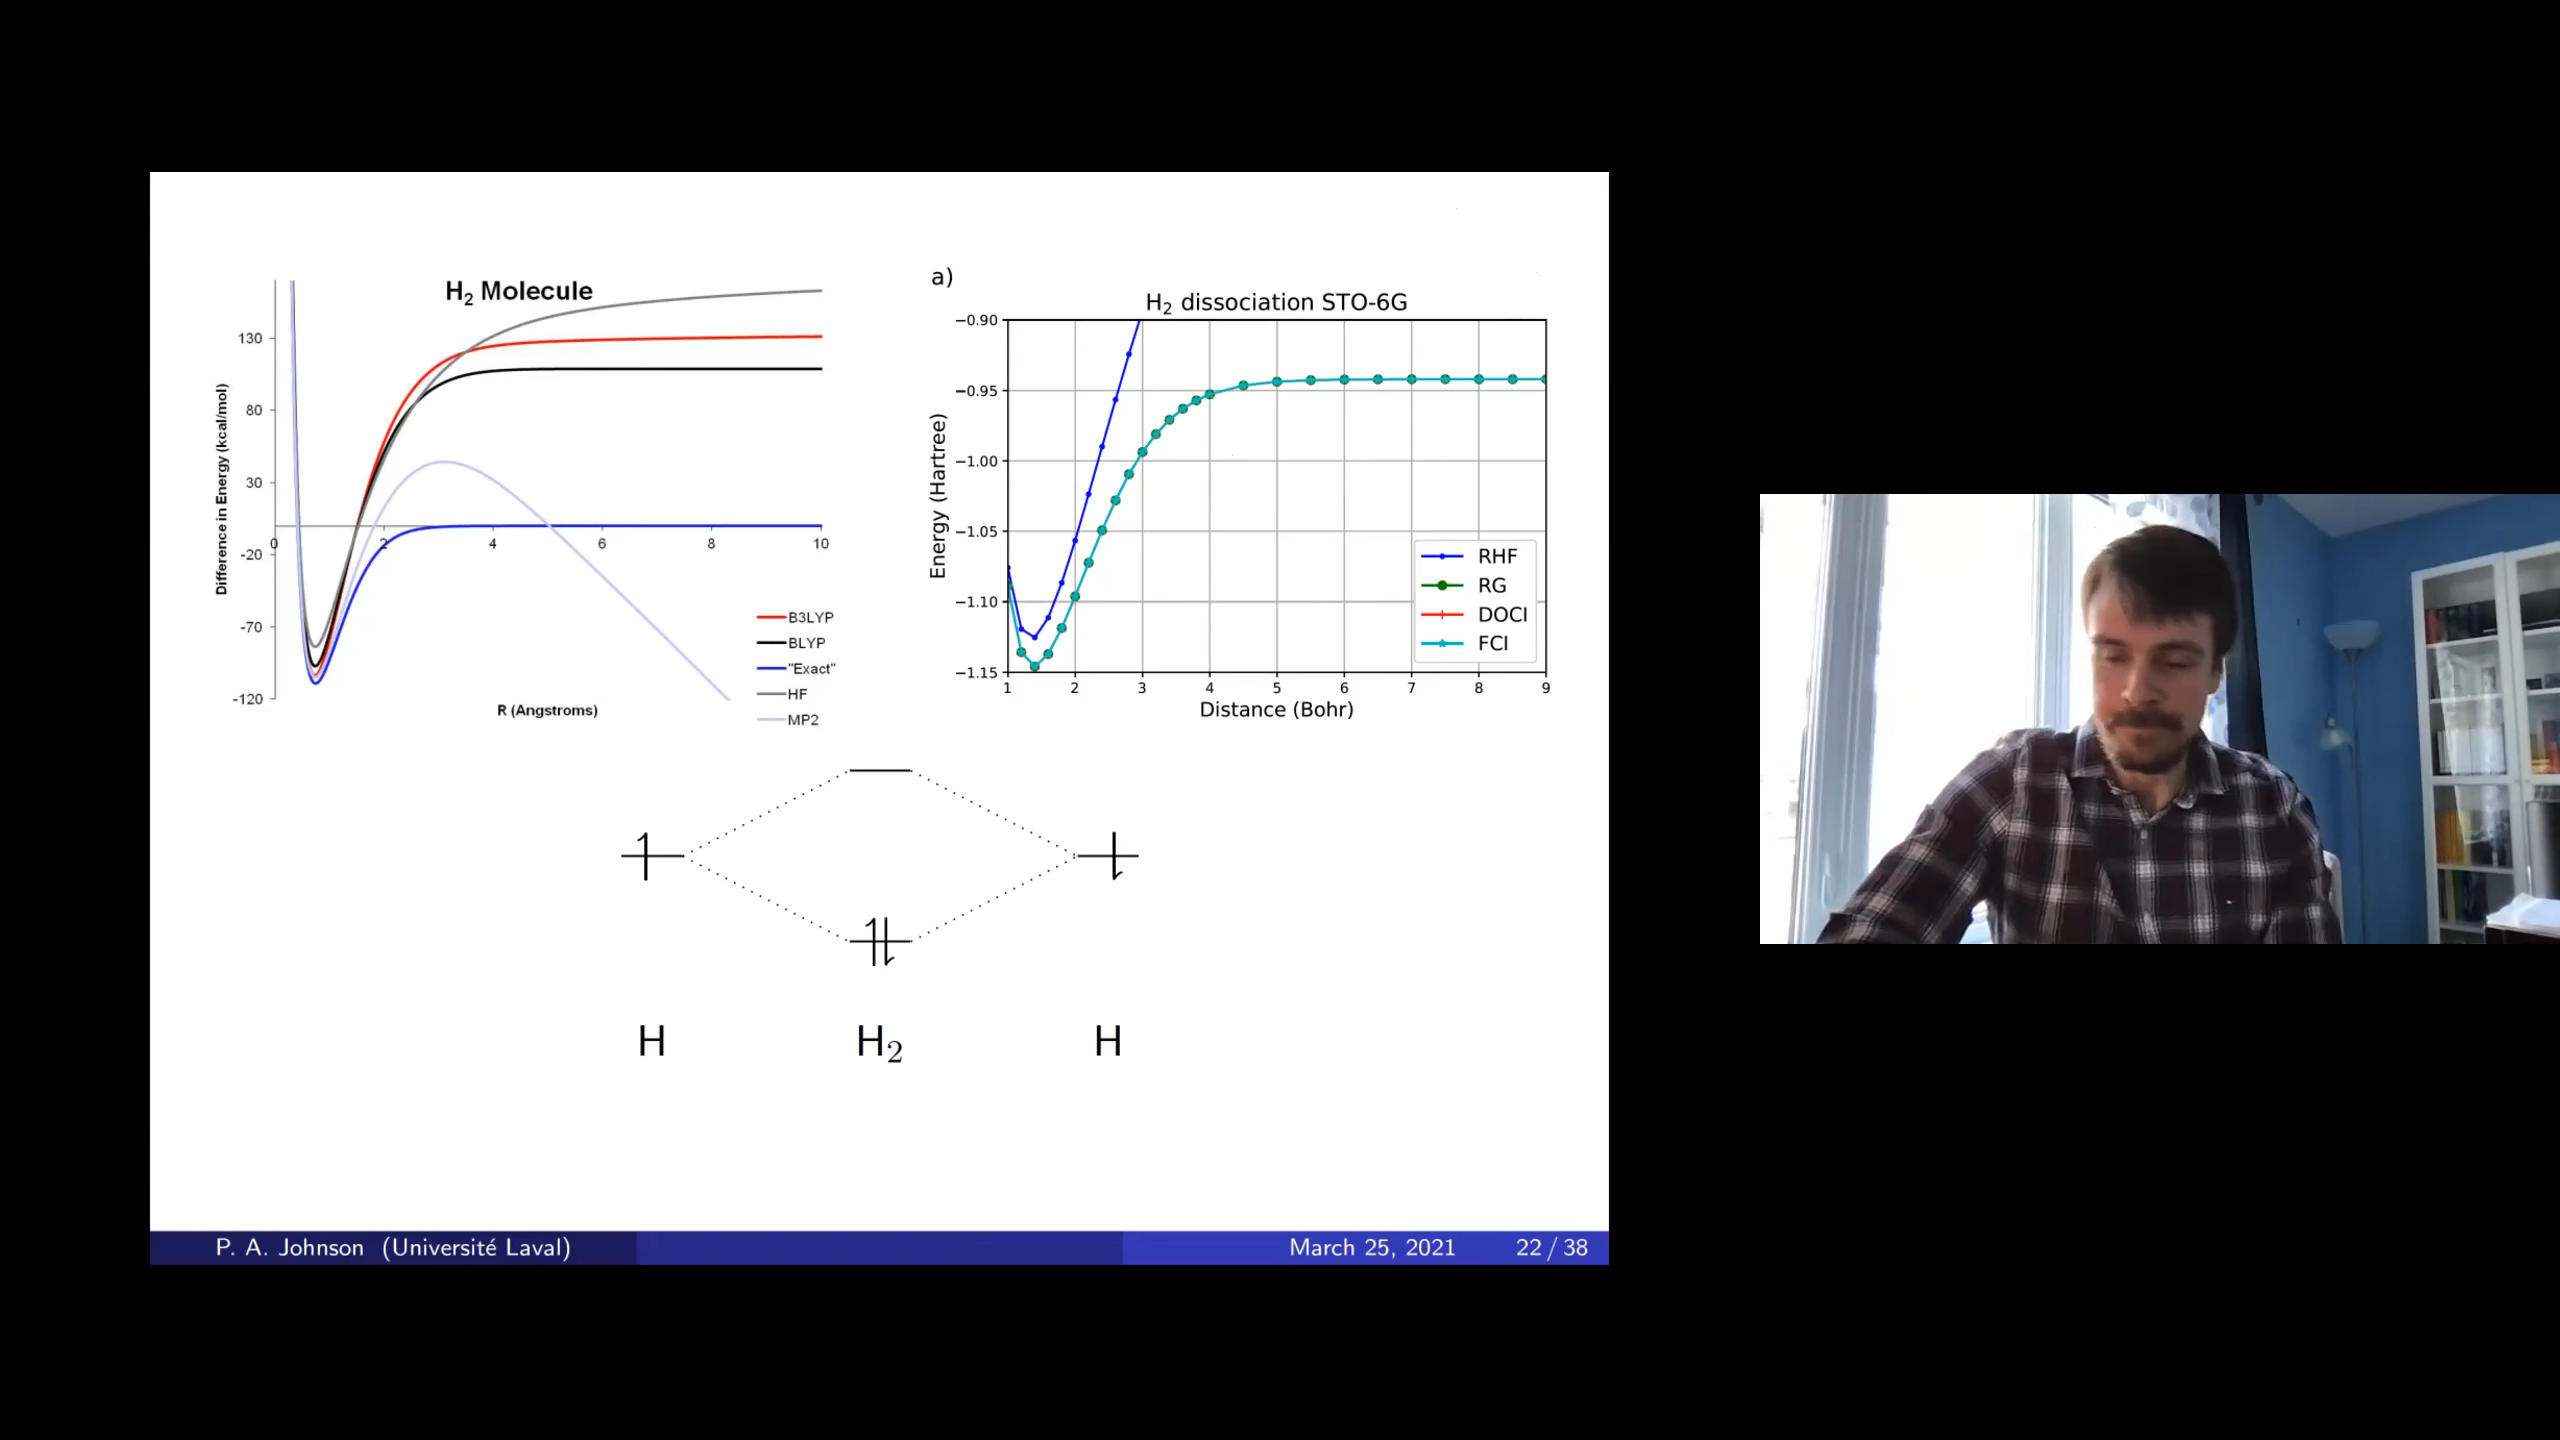 H₂ Molecule
Difference in Energy (kcal/mol)
130
80
30
-20
-70
-120
0
2
4
6
8
10
R (Angstroms)
B3LYP
BLYP
"Exact"
HF
MP2
a)
H₂ dissociation STO-6G
Energy (Hartree)
−0.90
−0.95
−1.00
−1.05
−1.10
−1.15
1
2
3
4
5
6
7
8
9
Distance (Bohr)
RHF
RG
DOCI
FCI
H
H₂
H
P. A. Johnson (Université Laval)
March 25, 2021
22 / 38